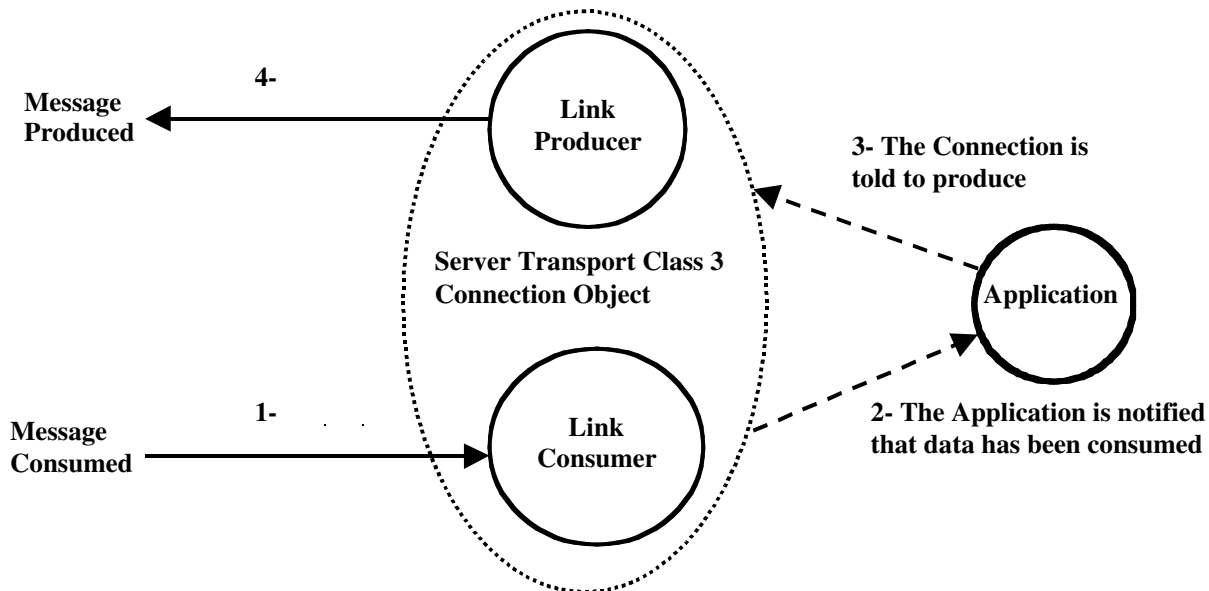 4-
Message
Produced
Link
Producer
3- The Connection is
told to produce
Server Transport Class 3
Connection Object
Application
1-
Message
Consumed
Link
Consumer
2- The Application is notified
that data has been consumed